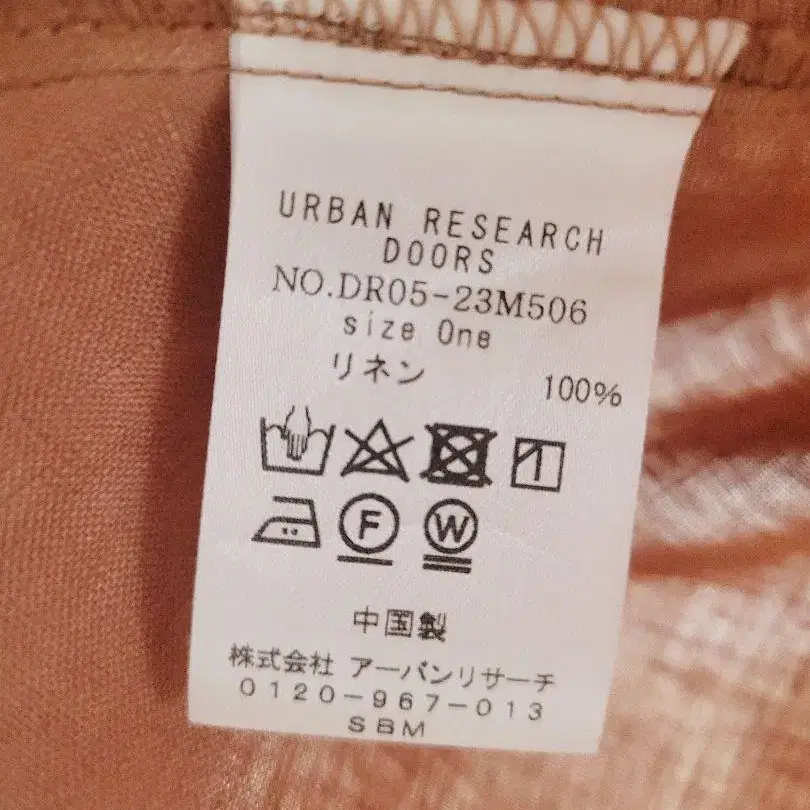 URBAN RESEARCH
DOORS
NO.DR05-23M506
size One
リネン 100%
F W
中国製
株式会社 アーバンリサーチ
0120-967-013
SBM